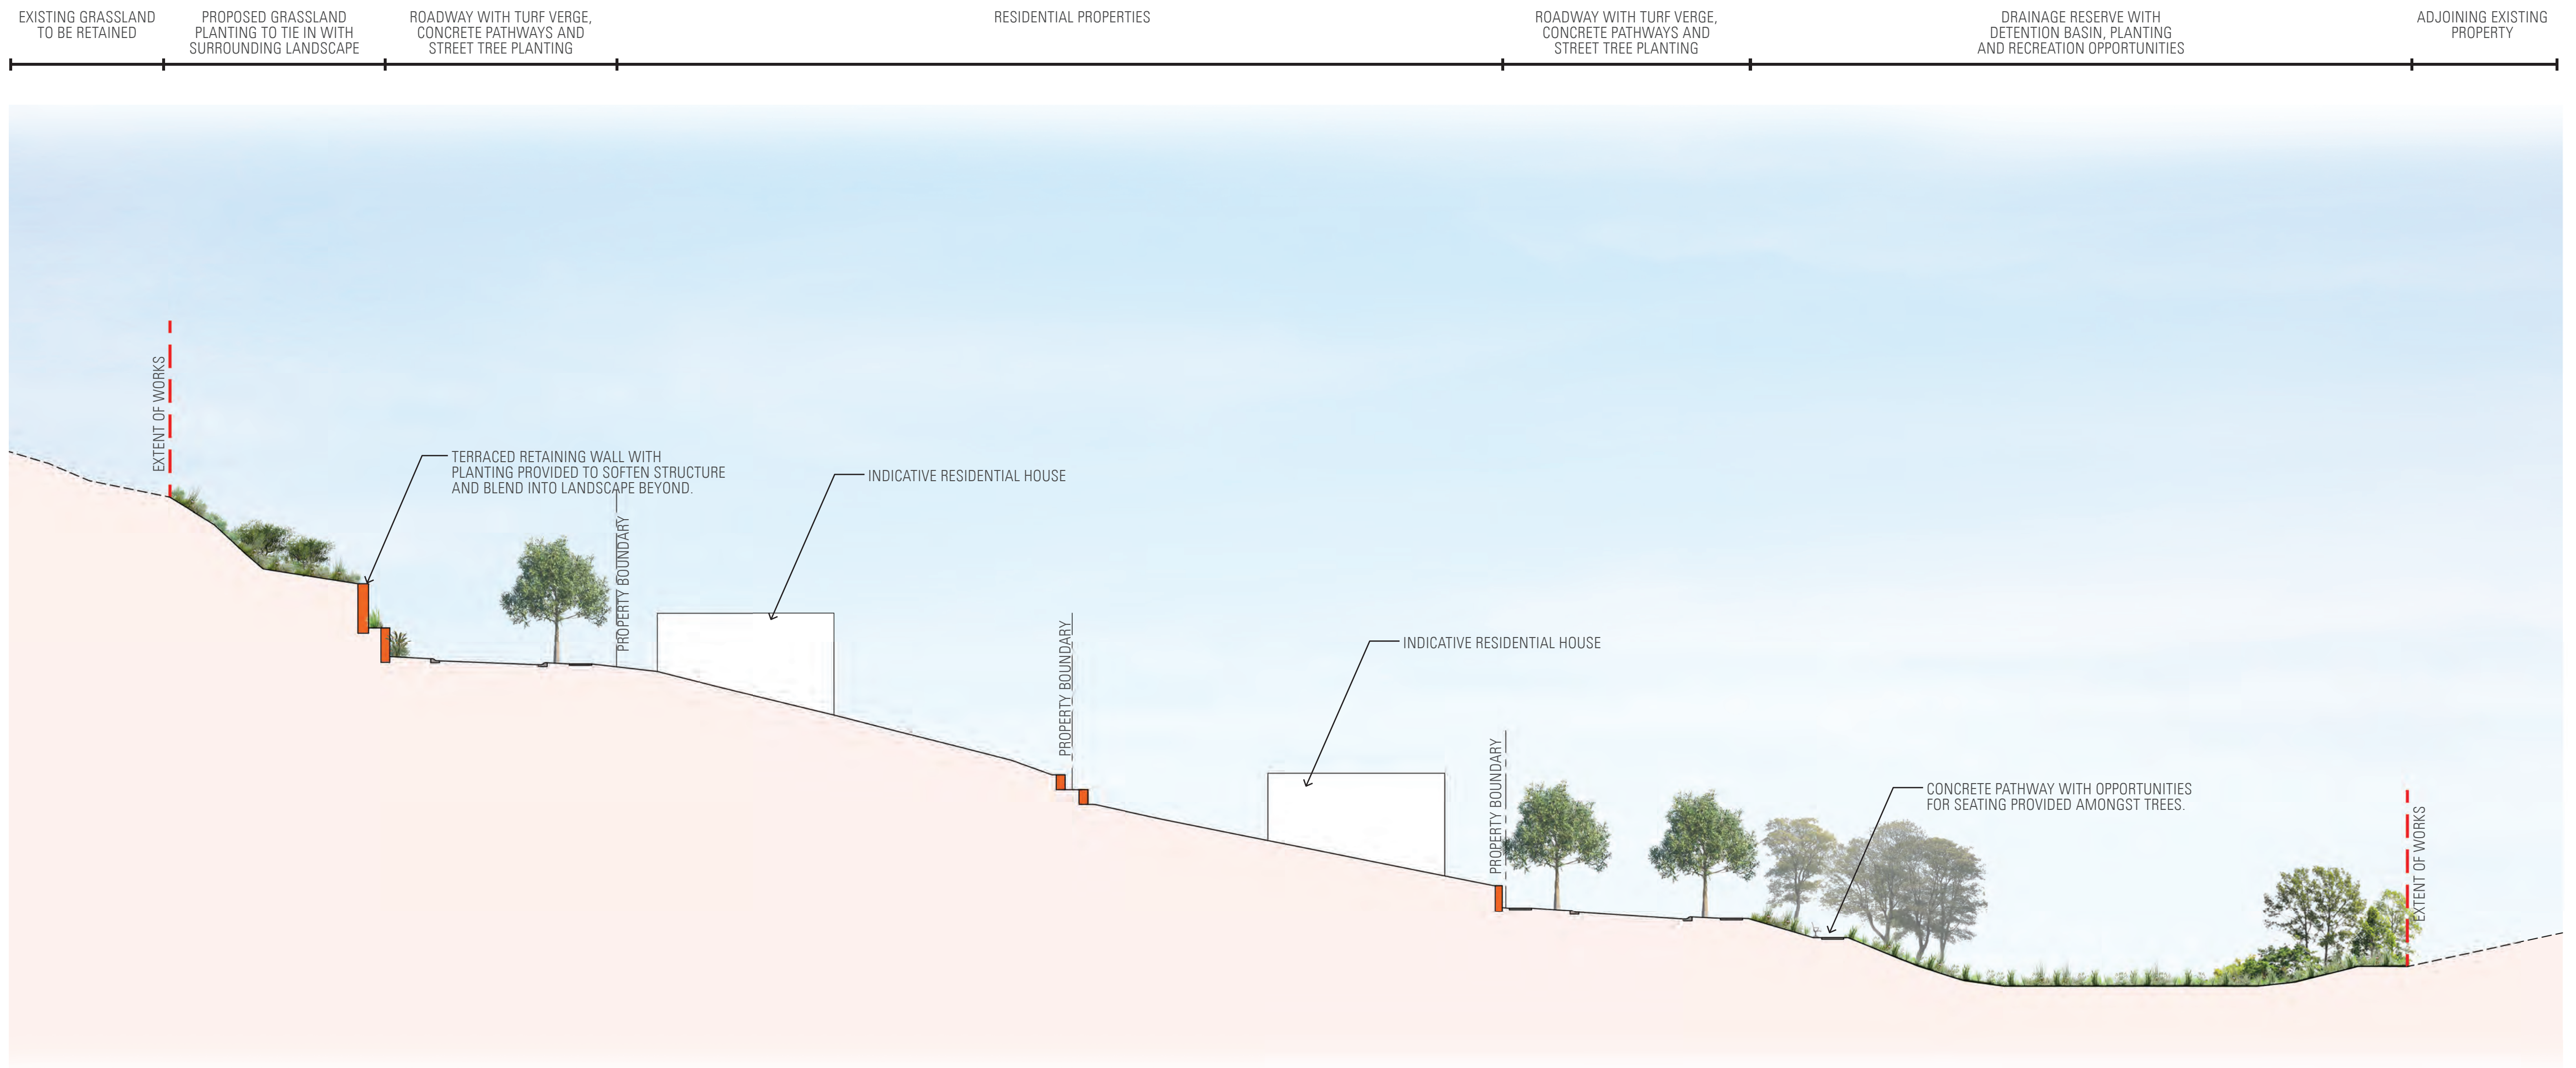 EXISTING GRASSLAND
TO BE RETAINED
PROPOSED GRASSLAND
PLANTING TO TIE IN WITH
SURROUNDING LANDSCAPE
ROADWAY WITH TURF VERGE,
CONCRETE PATHWAYS AND
STREET TREE PLANTING
RESIDENTIAL PROPERTIES
ROADWAY WITH TURF VERGE,
CONCRETE PATHWAYS AND
STREET TREE PLANTING
DRAINAGE RESERVE WITH
DETENTION BASIN, PLANTING
AND RECREATION OPPORTUNITIES
ADJOINING EXISTING
PROPERTY
EXTENT OF WORKS
TERRACED RETAINING WALL WITH
PLANTING PROVIDED TO SOFTEN STRUCTURE
AND BLEND INTO LANDSCAPE BEYOND.
PROPERTY BOUNDARY
INDICATIVE RESIDENTIAL HOUSE
PROPERTY BOUNDARY
INDICATIVE RESIDENTIAL HOUSE
PROPERTY BOUNDARY
CONCRETE PATHWAY WITH OPPORTUNITIES
FOR SEATING PROVIDED AMONGST TREES.
EXTENT OF WORKS